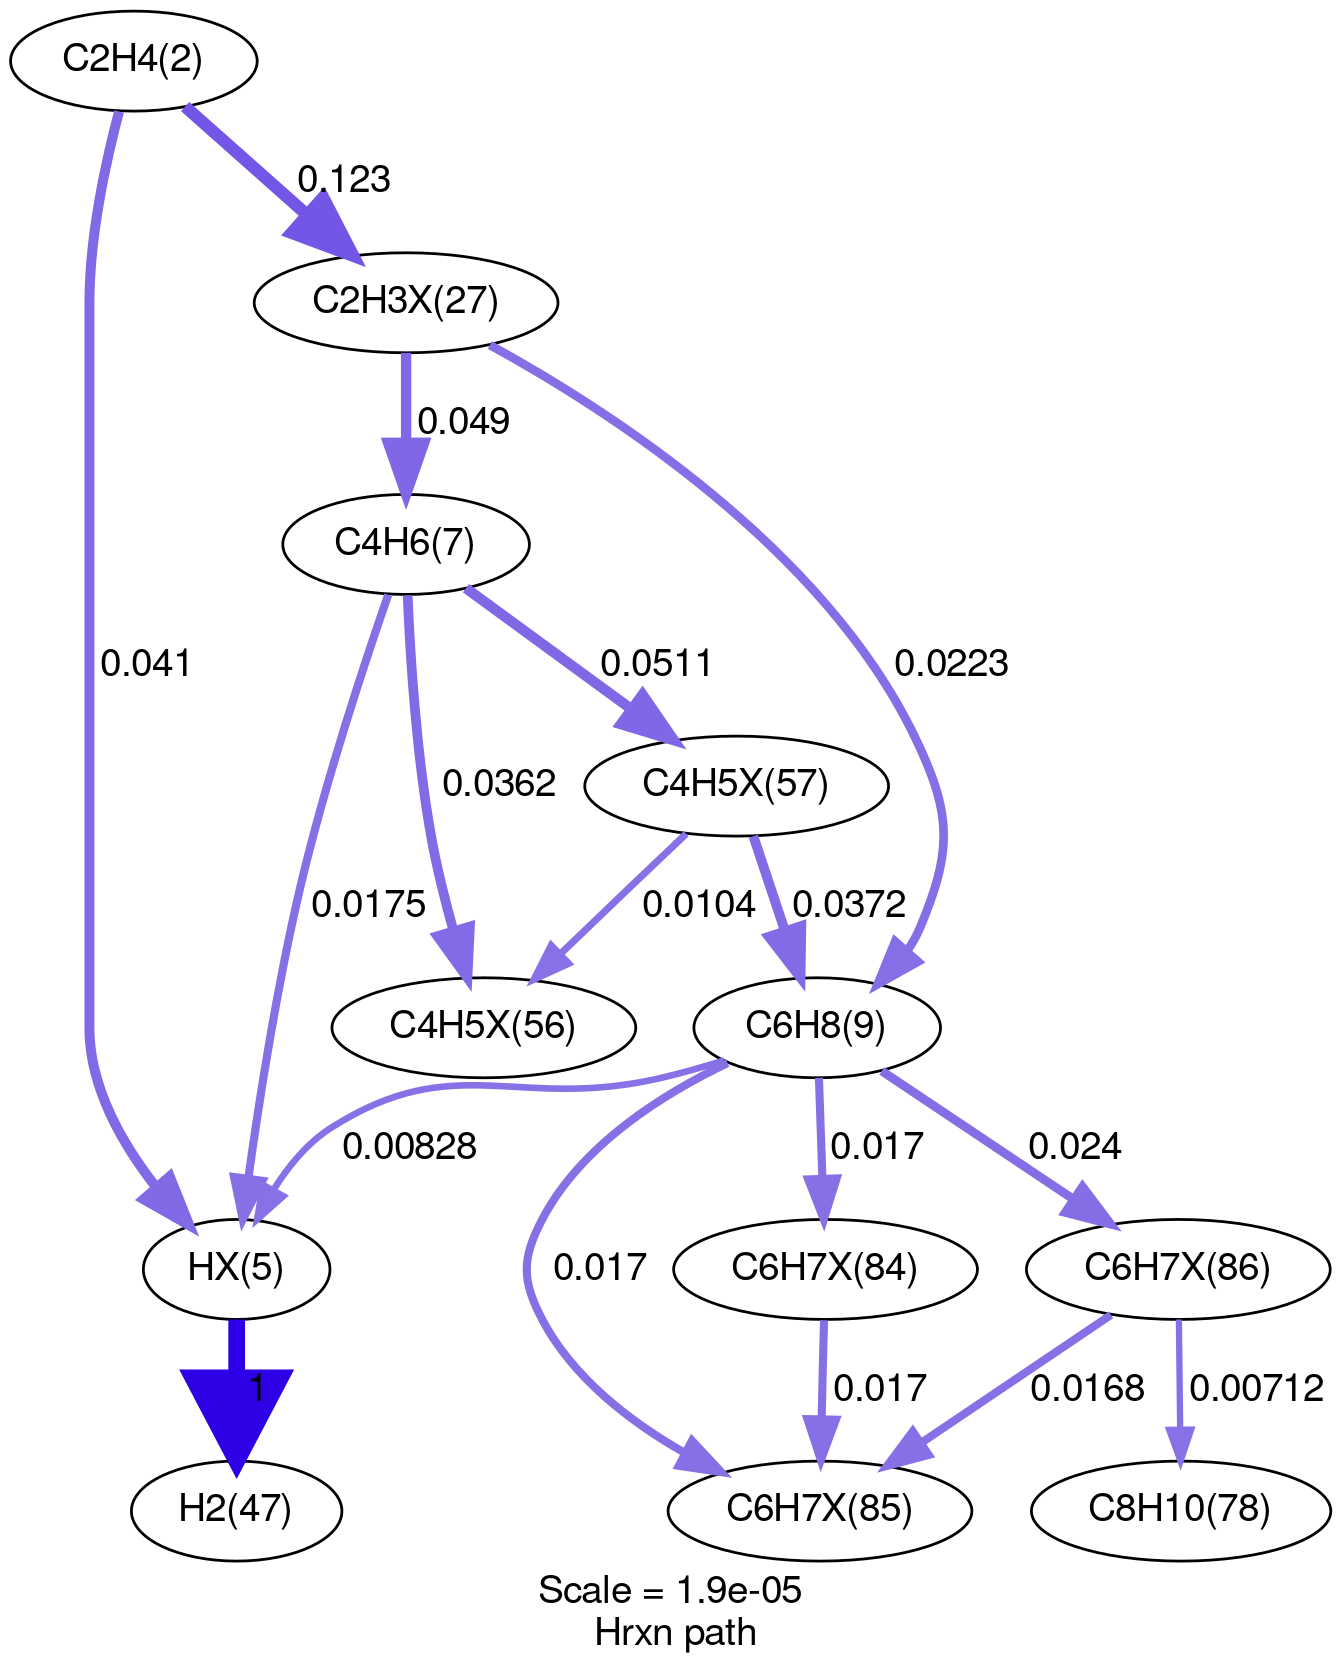 C2H4(2)
0.123
C2H3X(27)
0.049
C4H6(7)
0.041
0.0511
0.0223
0.0362
C4H5X(57)
0.0175
0.0104
0.0372
C4H5X(56)
C6H8(9)
0.00828
0.017
0.024
HX(5)
0.017
C6H7X(84)
C6H7X(86)
1
0.017
0.0168
0.00712
H2(47)
C6H7X(85)
C8H10(78)
Scale = 1.9e-05
Hrxn path